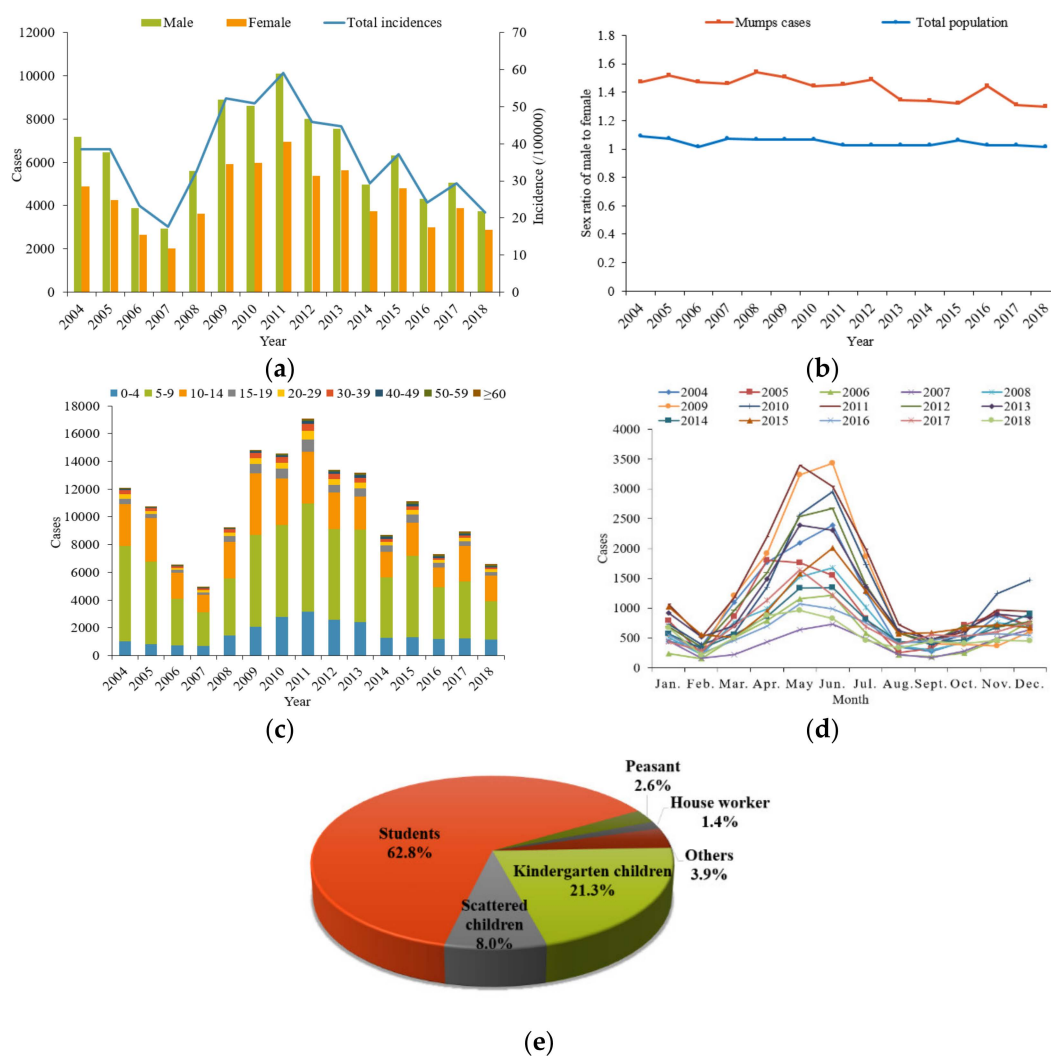 Male Female Total incidences
12000
10000
8000
6000
4000
2000
0
Cases
70
60
50
40
30
20
10
0
Incidence (/100000)
2004 2005 2006 2007 2008 2009 2010 2011 2012 2013 2014 2015 2016 2017 2018
Year
(a)
Mumps cases Total population
1.8
1.6
1.4
1.2
1
0.8
0.6
0.4
0.2
0
Sex ratio of male to female
2004 2005 2006 2007 2008 2009 2010 2011 2012 2013 2014 2015 2016 2017 2018
Year
(b)
0-4 5-9 10-14 15-19 20-29 30-39 40-49 50-59 ≥60
18000
16000
14000
12000
10000
8000
6000
4000
2000
0
Cases
2004 2005 2006 2007 2008 2009 2010 2011 2012 2013 2014 2015 2016 2017 2018
Year
(c)
2004 2005 2006 2007 2008
2009 2010 2011 2012 2013
2014 2015 2016 2017 2018
4000
3500
3000
2500
2000
1500
1000
500
0
Cases
Jan. Feb. Mar. Apr. May Jun. Jul. Aug. Sept. Oct. Nov. Dec.
Month
(d)
Peasant
2.6%
House worker
1.4%
Students
62.8%
Others
3.9%
Kindergarten children
21.3%
Scattered
children
8.0%
(e)